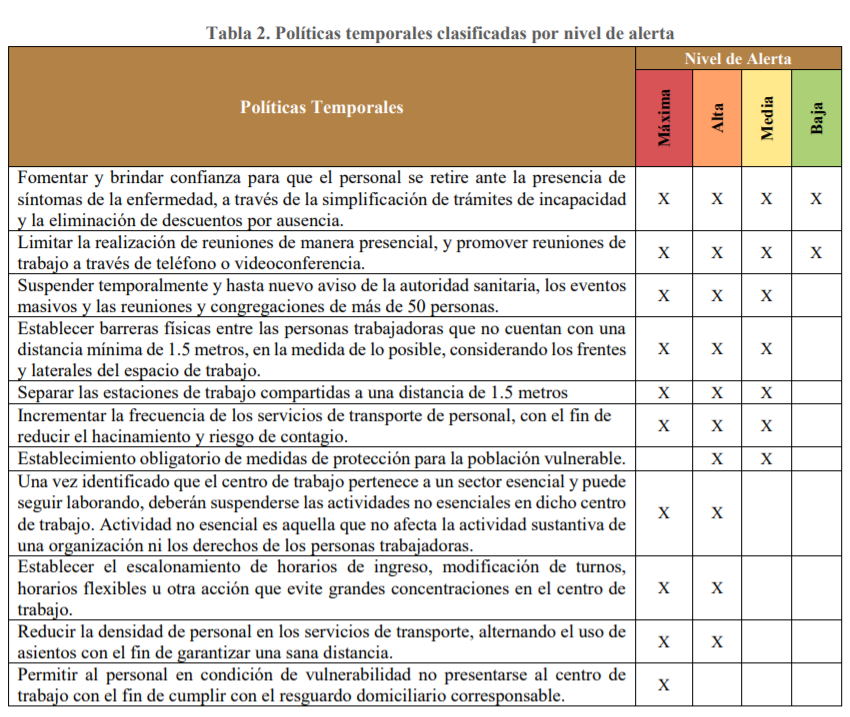 Tabla 2. Políticas temporales clasificadas por nivel de alerta
Políticas Temporales
Nivel de Alerta
Máxima
Alta
Media
Baja
Fomentar y brindar confianza para que el personal se retire ante la presencia de
síntomas de la enfermedad, a través de la simplificación de trámites de incapacidad
y la eliminación de descuentos por ausencia.
X X X X
Limitar la realización de reuniones de manera presencial, y promover reuniones de
trabajo a través de teléfono o videoconferencia.
X X X X
Suspender temporalmente y hasta nuevo aviso de la autoridad sanitaria, los eventos
masivos y las reuniones y congregaciones de más de 50 personas.
X X X
Establecer barreras físicas entre las personas trabajadoras que no cuentan con una
distancia mínima de 1.5 metros, en la medida de lo posible, considerando los frentes
y laterales del espacio de trabajo.
X X X
Separar las estaciones de trabajo compartidas a una distancia de 1.5 metros X X X
Incrementar la frecuencia de los servicios de transporte de personal, con el fin de
reducir el hacinamiento y riesgo de contagio.
X X X
Establecimiento obligatorio de medidas de protección para la población vulnerable. X X
Una vez identificado que el centro de trabajo pertenece a un sector esencial y puede
seguir laborando, deberán suspenderse las actividades no esenciales en dicho centro
de trabajo. Actividad no esencial es aquella que no afecta la actividad sustantiva de
una organización ni los derechos de los personas trabajadoras.
X X
Establecer el escalonamiento de horarios de ingreso, modificación de turnos,
horarios flexibles u otra acción que evite grandes concentraciones en el centro de
trabajo.
X X
Reducir la densidad de personal en los servicios de transporte, alternando el uso de
asientos con el fin de garantizar una sana distancia.
X X
Permitir al personal en condición de vulnerabilidad no presentarse al centro de
trabajo con el fin de cumplir con el resguardo domiciliario corresponsable.
X